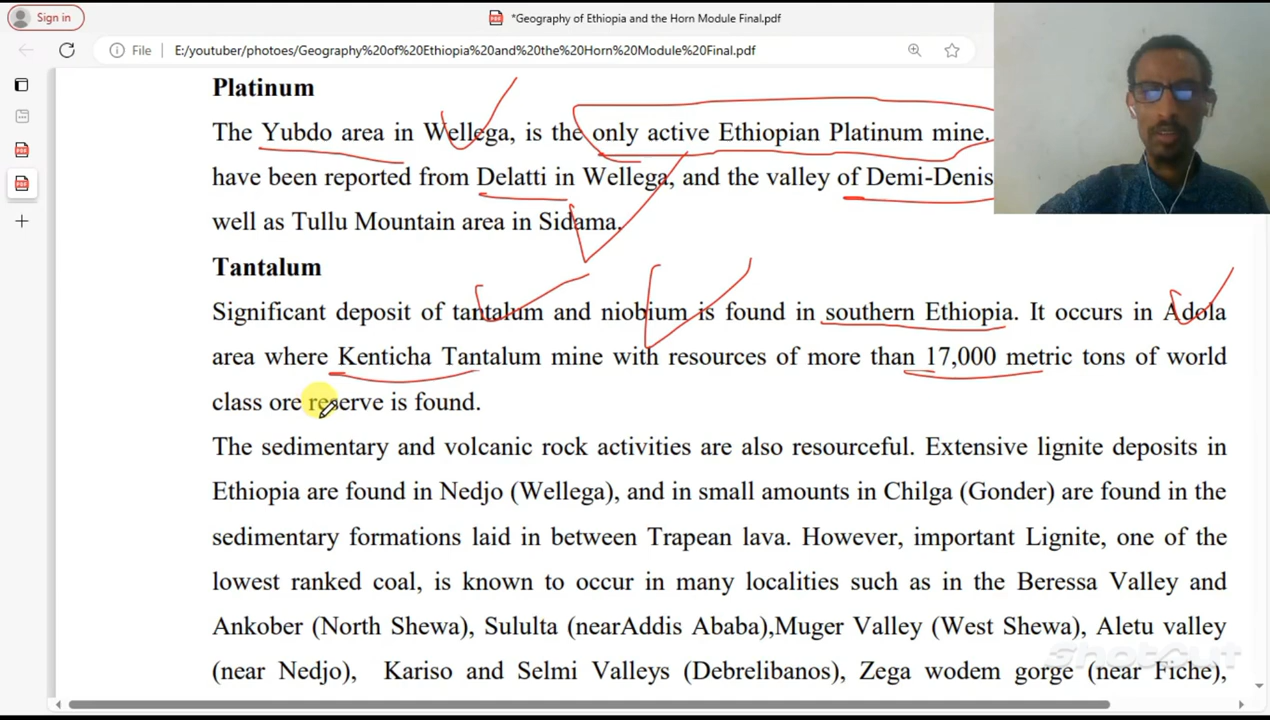 Sign in
*Geography of Ethiopia and the Horn Module Final.pdf
File
E:/youtuber/photoes/Geography%20of%20Ethiopia%20and%20the%20Horn%20Module%20Final.pdf
Platinum
The Yubdo area in Wellega, is the only active Ethiopian Platinum mine.
have been reported from Delatti in Wellega, and the valley of Demi-Denis
well as Tullu Mountain area in Sidama.
Tantalum
Significant deposit of tantalum and niobium is found in southern Ethiopia. It occurs in Adola
area where Kenticha Tantalum mine with resources of more than 17,000 metric tons of world
class ore reserve is found.
The sedimentary and volcanic rock activities are also resourceful. Extensive lignite deposits in
Ethiopia are found in Nedjo (Wellega), and in small amounts in Chilga (Gonder) are found in the
sedimentary formations laid in between Trapean lava. However, important Lignite, one of the
lowest ranked coal, is known to occur in many localities such as in the Beressa Valley and
Ankober (North Shewa), Sululta (nearAddis Ababa),Muger Valley (West Shewa), Aletu valley
(near Nedjo), Kariso and Selmi Valleys (Debrelibanos), Zega wodem gorge (near Fiche),
shotcut